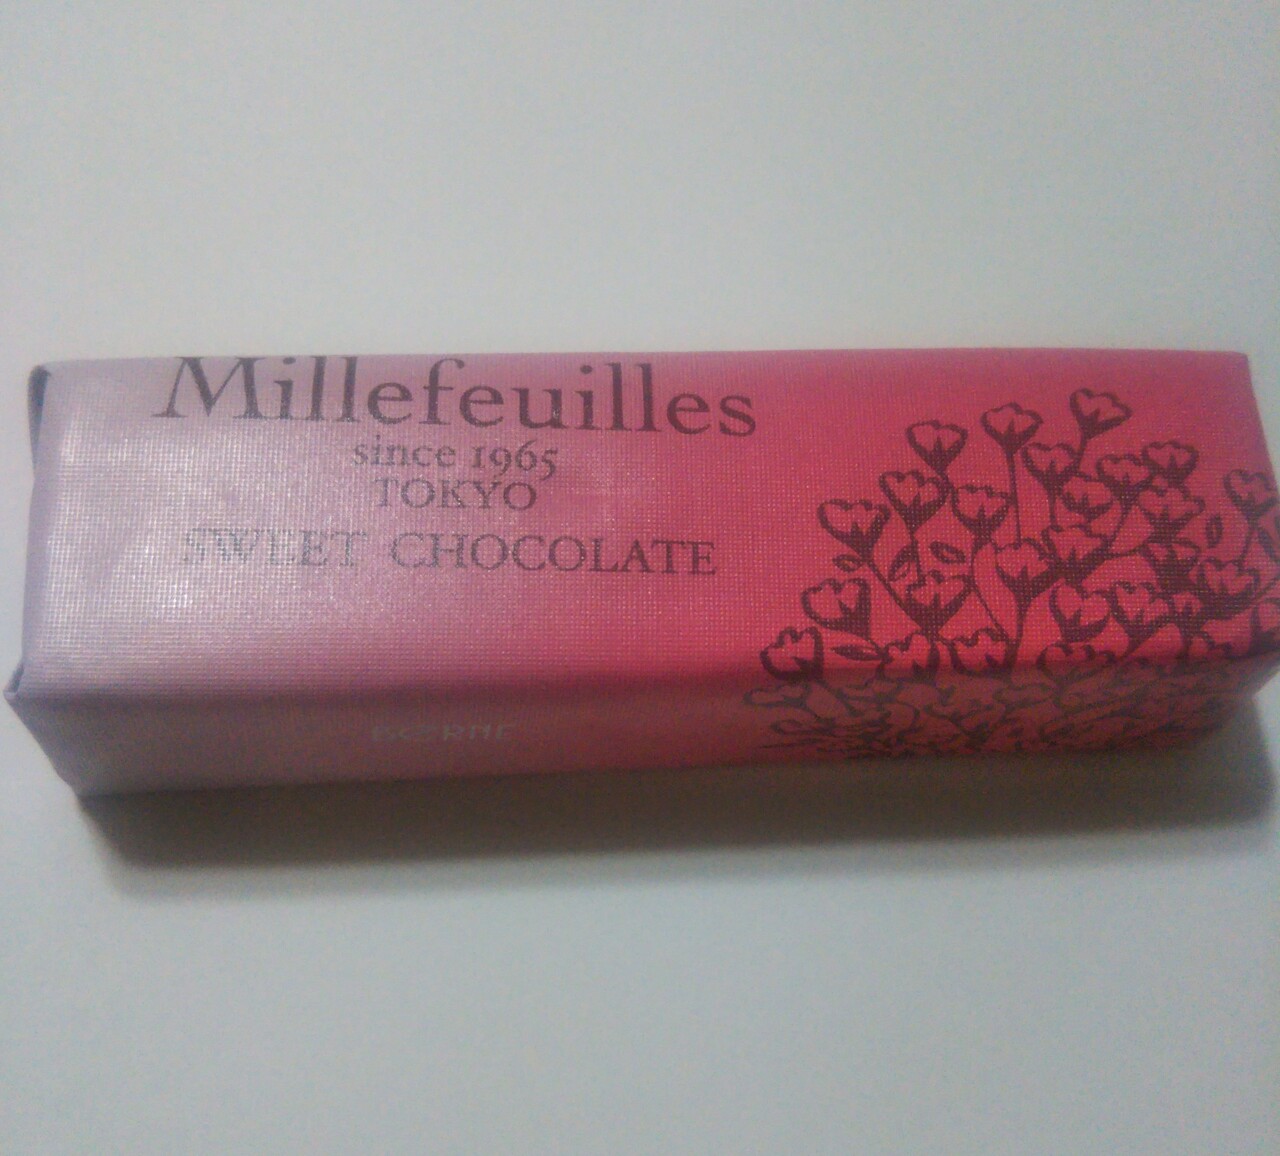 Millefeuilles
since 1965
TOKYO
SWEET CHOCOLATE